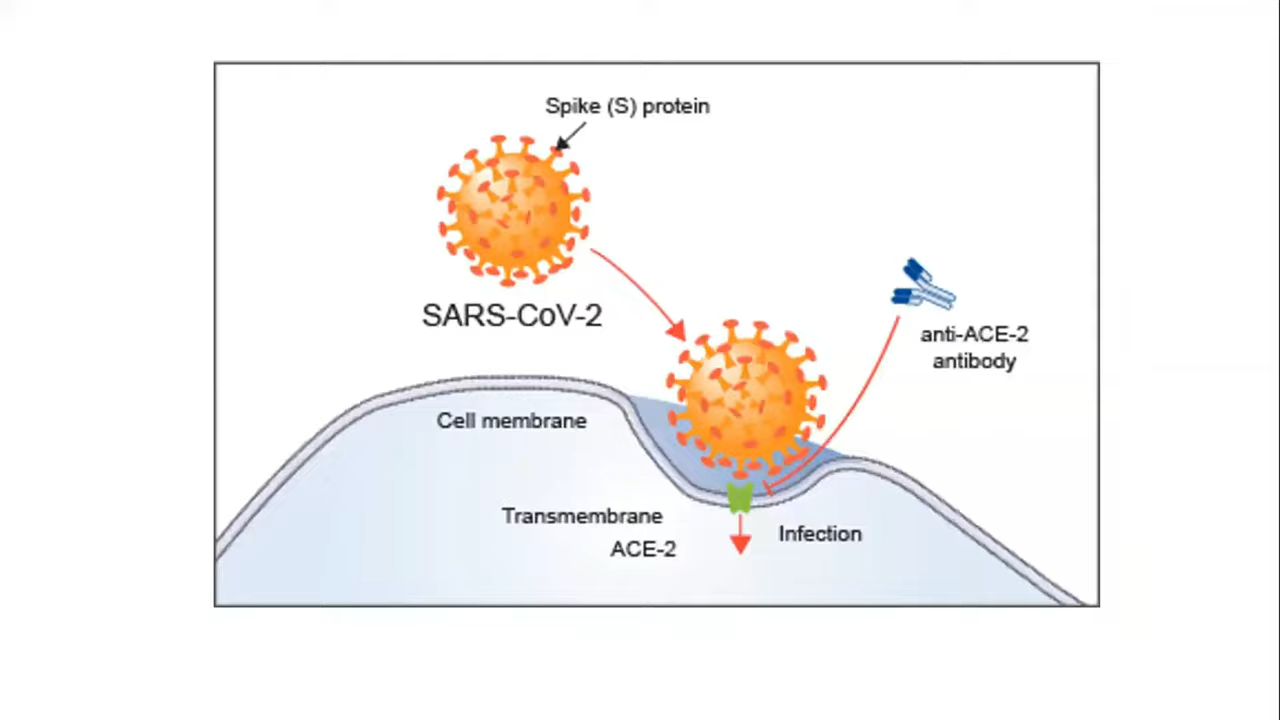 Spike (S) protein
SARS-CoV-2
anti-ACE-2
antibody
Cell membrane
Transmembrane
ACE-2
Infection